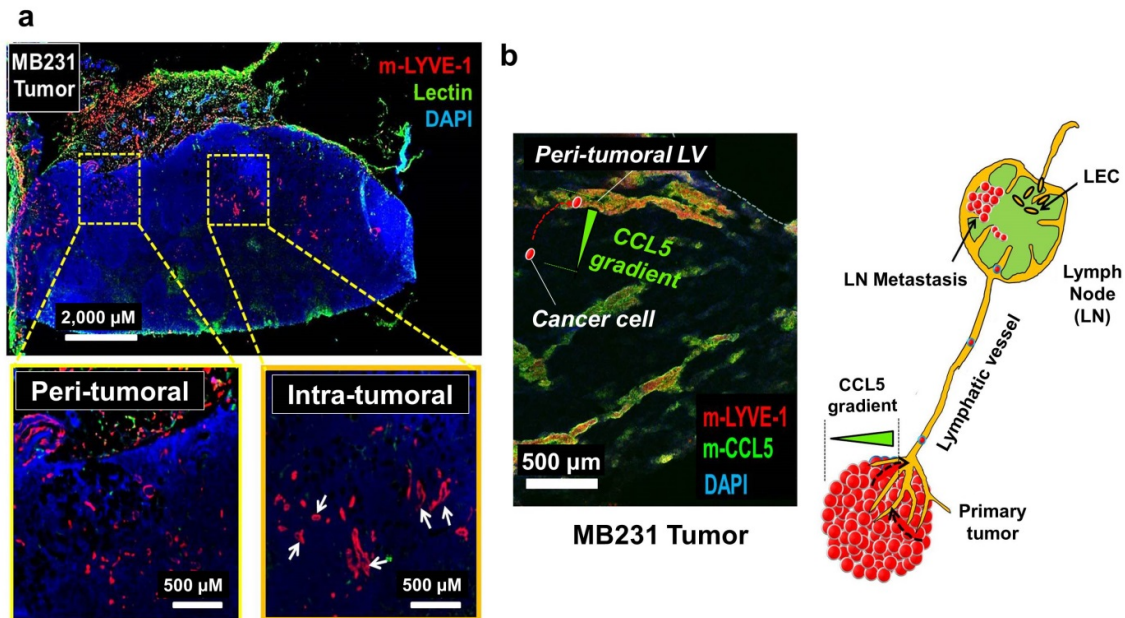 a
MB231
Tumor
m-LYVE-1
Lectin
DAPI
2,000 µM
Peri-tumoral
500 µM
Intra-tumoral
500 µM
b
Peri-tumoral LV
CCL5
gradient
Cancer cell
m-LYVE-1
m-CCL5
DAPI
500 µm
MB231 Tumor
LEC
LN Metastasis
Lymph
Node
(LN)
Lymphatic vessel
CCL5
gradient
Primary
tumor